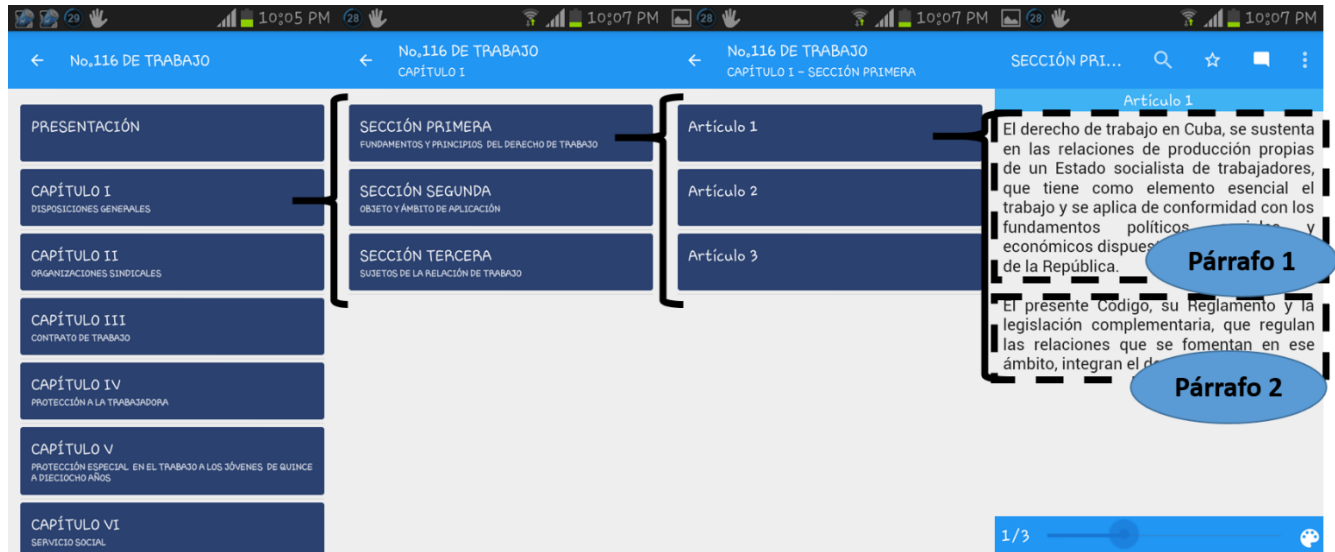 29
10:05 PM
No.116 DE TRABAJO
PRESENTACIÓN
CAPÍTULO I
DISPOSICIONES GENERALES
CAPÍTULO II
ORGANIZACIONES SINDICALES
CAPÍTULO III
CONTRATO DE TRABAJO
CAPÍTULO IV
PROTECCIÓN A LA TRABAJADORA
CAPÍTULO V
PROTECCIÓN ESPECIAL EN EL TRABAJO A LOS JÓVENES DE QUINCE
A DIECIOCHO AÑOS
CAPÍTULO VI
SERVICIO SOCIAL
28
10:07 PM
No.116 DE TRABAJO
CAPÍTULO I
SECCIÓN PRIMERA
FUNDAMENTOS Y PRINCIPIOS DEL DERECHO DE TRABAJO
SECCIÓN SEGUNDA
OBJETO Y ÁMBITO DE APLICACIÓN
SECCIÓN TERCERA
SUJETOS DE LA RELACIÓN DE TRABAJO
28
10:07 PM
No.116 DE TRABAJO
CAPÍTULO I - SECCIÓN PRIMERA
Artículo 1
Artículo 2
Artículo 3
28
10:07 PM
SECCIÓN PRI...
Artículo 1
El derecho de trabajo en Cuba, se sustenta
en las relaciones de producción propias
de un Estado socialista de trabajadores,
que tiene como elemento esencial el
trabajo y se aplica de conformidad con los
fundamentos políticos, y
económicos
de la República.
Párrafo 1
El presente Código, su Reglamento y la
legislación complementaria, que regulan
las relaciones que se fomentan en ese
ámbito, integran el
Párrafo 2
1/3